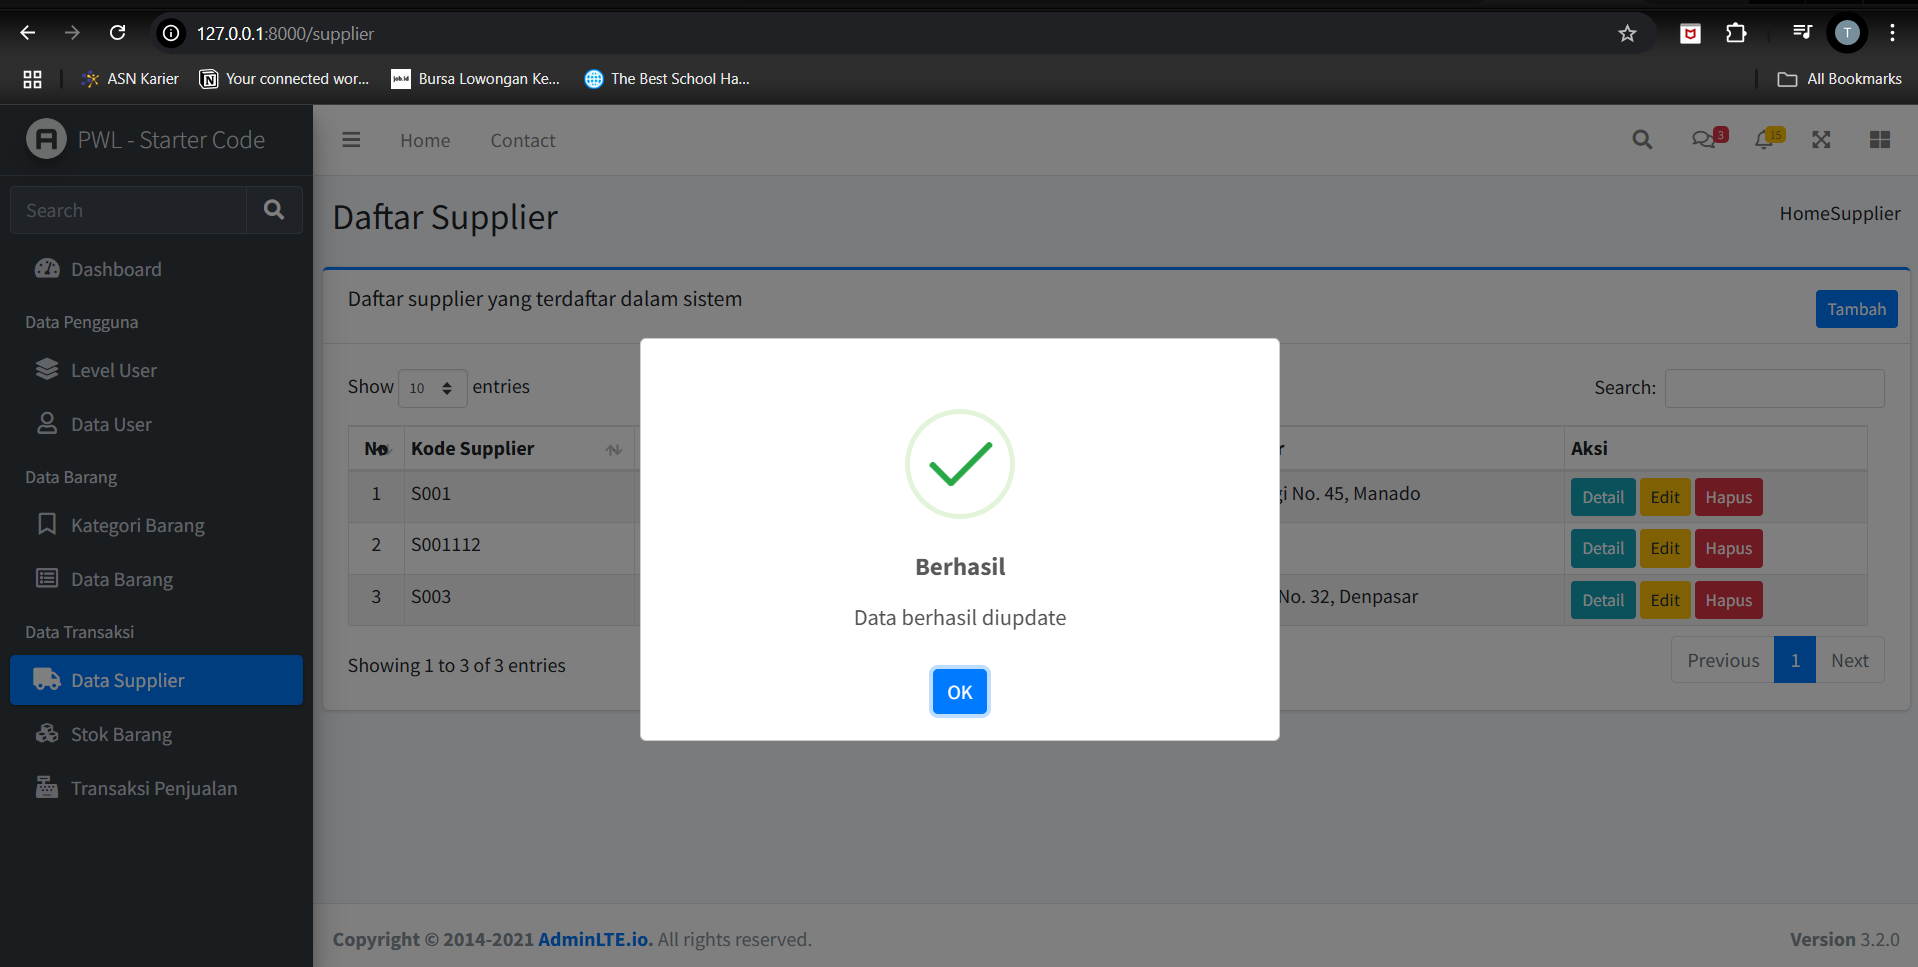 127.0.0.1:8000/supplier
T
ASN Karier
Your connected wor...
Bursa Lowongan Ke...
The Best School Ha...
All Bookmarks
PWL - Starter Code
Home
Contact
3
15
Search
Daftar Supplier
HomeSupplier
Dashboard
Data Pengguna
Level User
Data User
Data Barang
Kategori Barang
Data Barang
Data Transaksi
Data Supplier
Stok Barang
Transaksi Penjualan
Daftar supplier yang terdaftar dalam sistem
Tambah
Show 10 entries
Search:
No Kode Supplier Aksi
1 S001 No. 45, Manado Detail Edit Hapus
2 S001112 Detail Edit Hapus
3 S003 No. 32, Denpasar Detail Edit Hapus
Showing 1 to 3 of 3 entries
Previous 1 Next
Berhasil
Data berhasil diupdate
OK
Copyright © 2014-2021 AdminLTE.io. All rights reserved.
Version 3.2.0